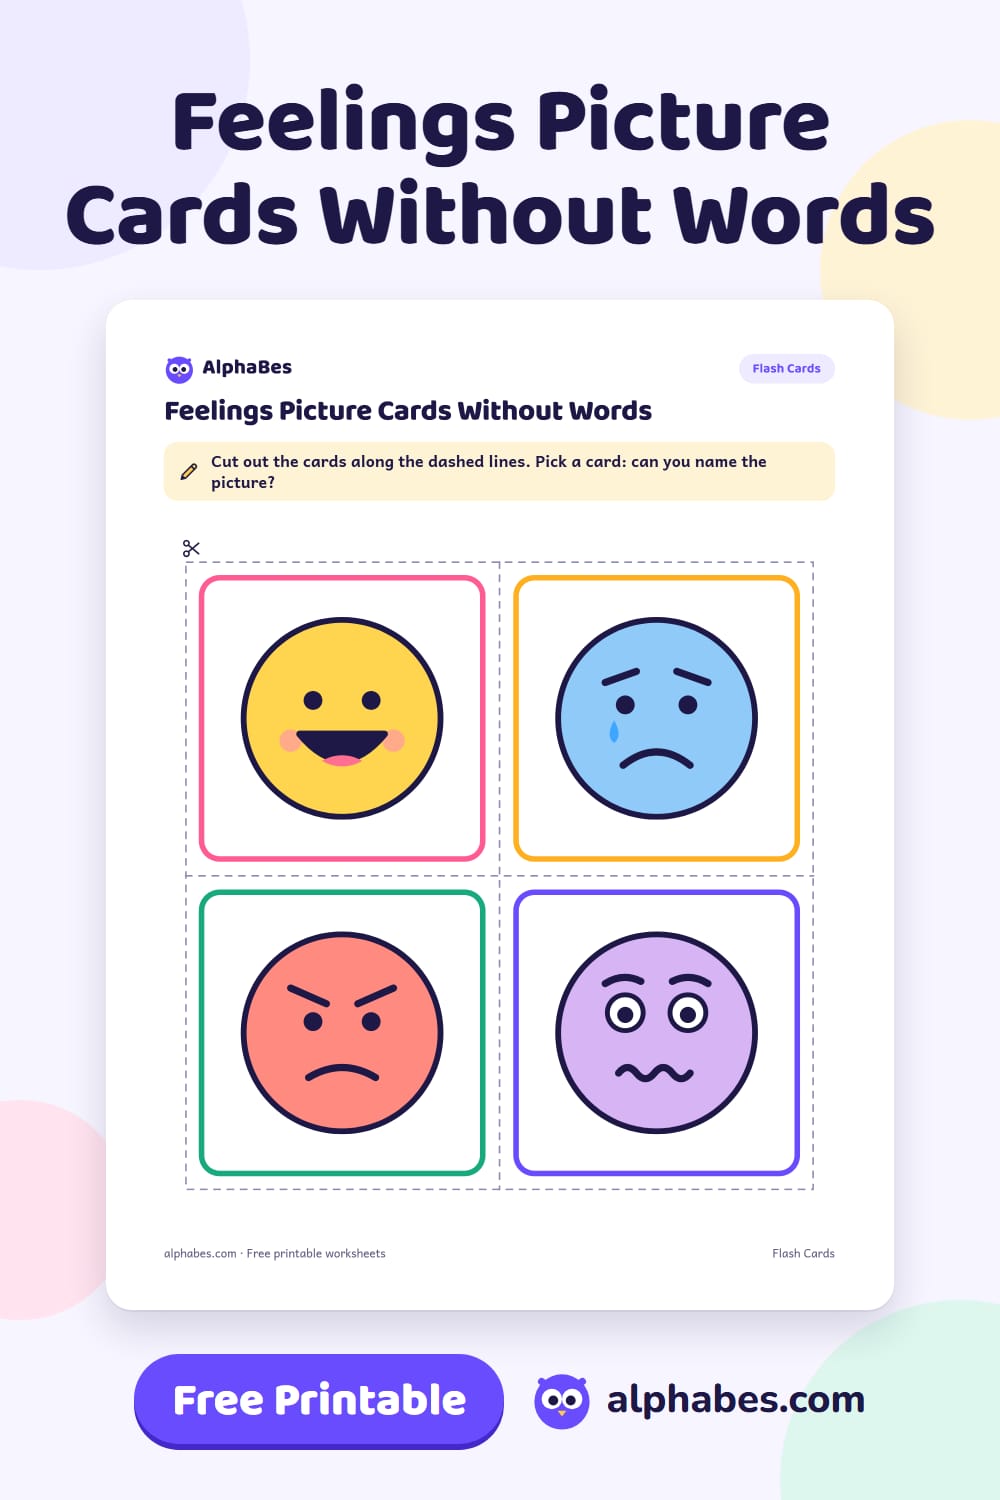 Feelings Picture
Cards Without Words
AlphaBes
Flash Cards
Feelings Picture Cards Without Words
Cut out the cards along the dashed lines. Pick a card: can you name the
picture?
alphabes.com · Free printable worksheets
Flash Cards
Free Printable
alphabes.com